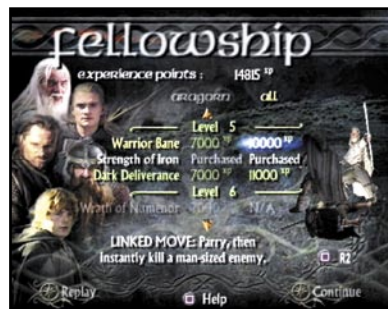 fellowship
experience points : 14815 xp
aragorn all
Level 5
Warrior Bane 7000 xp 10000 xp
Strength of Iron Purchased Purchased
Dark Deliverance 7000 xp 11000 xp
Level 6
Wrath of Numenor N/A
LINKED MOVE: Parry, then
Instantly kill a man-sized enemy.
R2
Replay Help Continue